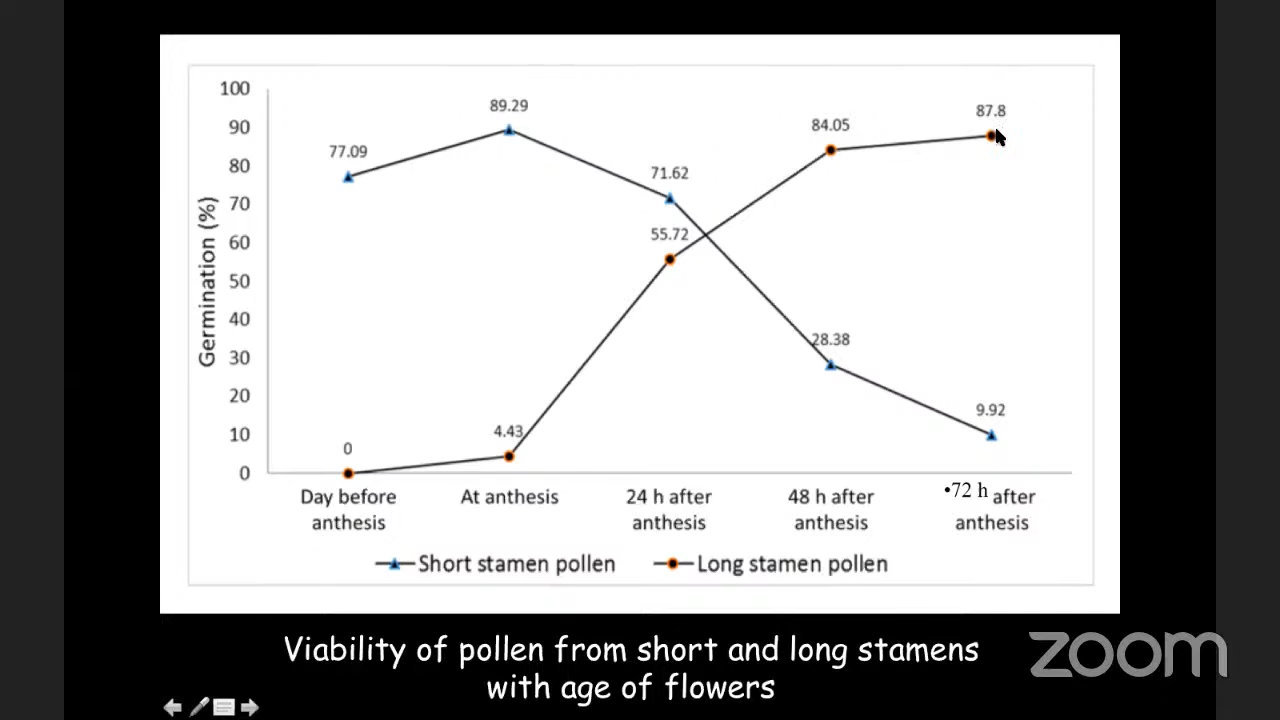 100
90
80
70
60
50
40
30
20
10
0
Germination (%)
77.09
89.29
71.62
28.38
9.92
0
4.43
55.72
84.05
87.8
Day before
anthesis
At anthesis
24 h after
anthesis
48 h after
anthesis
•72 h after
anthesis
Short stamen pollen
Long stamen pollen
Viability of pollen from short and long stamens
with age of flowers
zoom